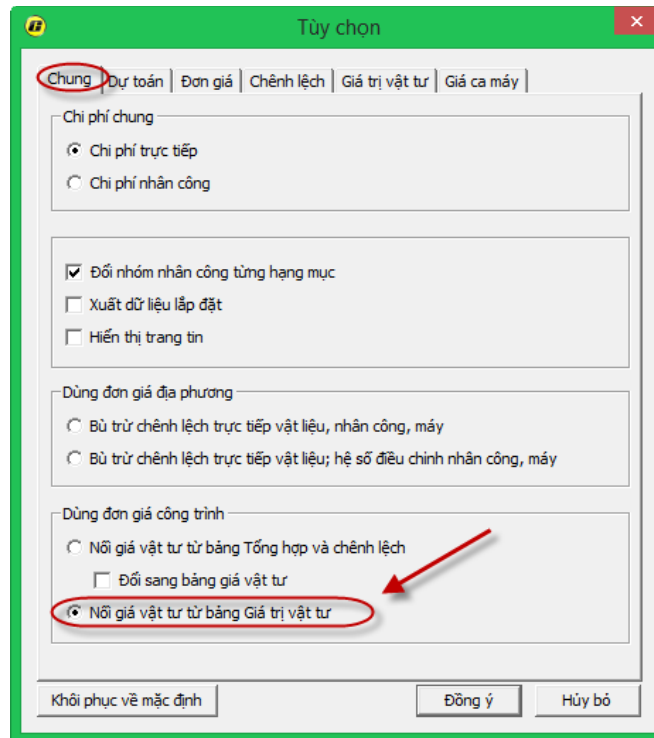 Tùy chọn
Chung
Dự toán
Đơn giá
Chênh lệch
Giá trị vật tư
Giá ca máy
Chi phí chung
Chi phí trực tiếp
Chi phí nhân công
Đổi nhóm nhân công từng hạng mục
Xuất dữ liệu lắp đặt
Hiển thị trang tin
Dùng đơn giá địa phương
Bù trừ chênh lệch trực tiếp vật liệu, nhân công, máy
Bù trừ chênh lệch trực tiếp vật liệu; hệ số điều chỉnh nhân công, máy
Dùng đơn giá công trình
Nối giá vật tư từ bảng Tổng hợp và chênh lệch
Đổi sang bảng giá vật tư
Nối giá vật tư từ bảng Giá trị vật tư
Khôi phục về mặc định
Đồng ý
Hủy bỏ